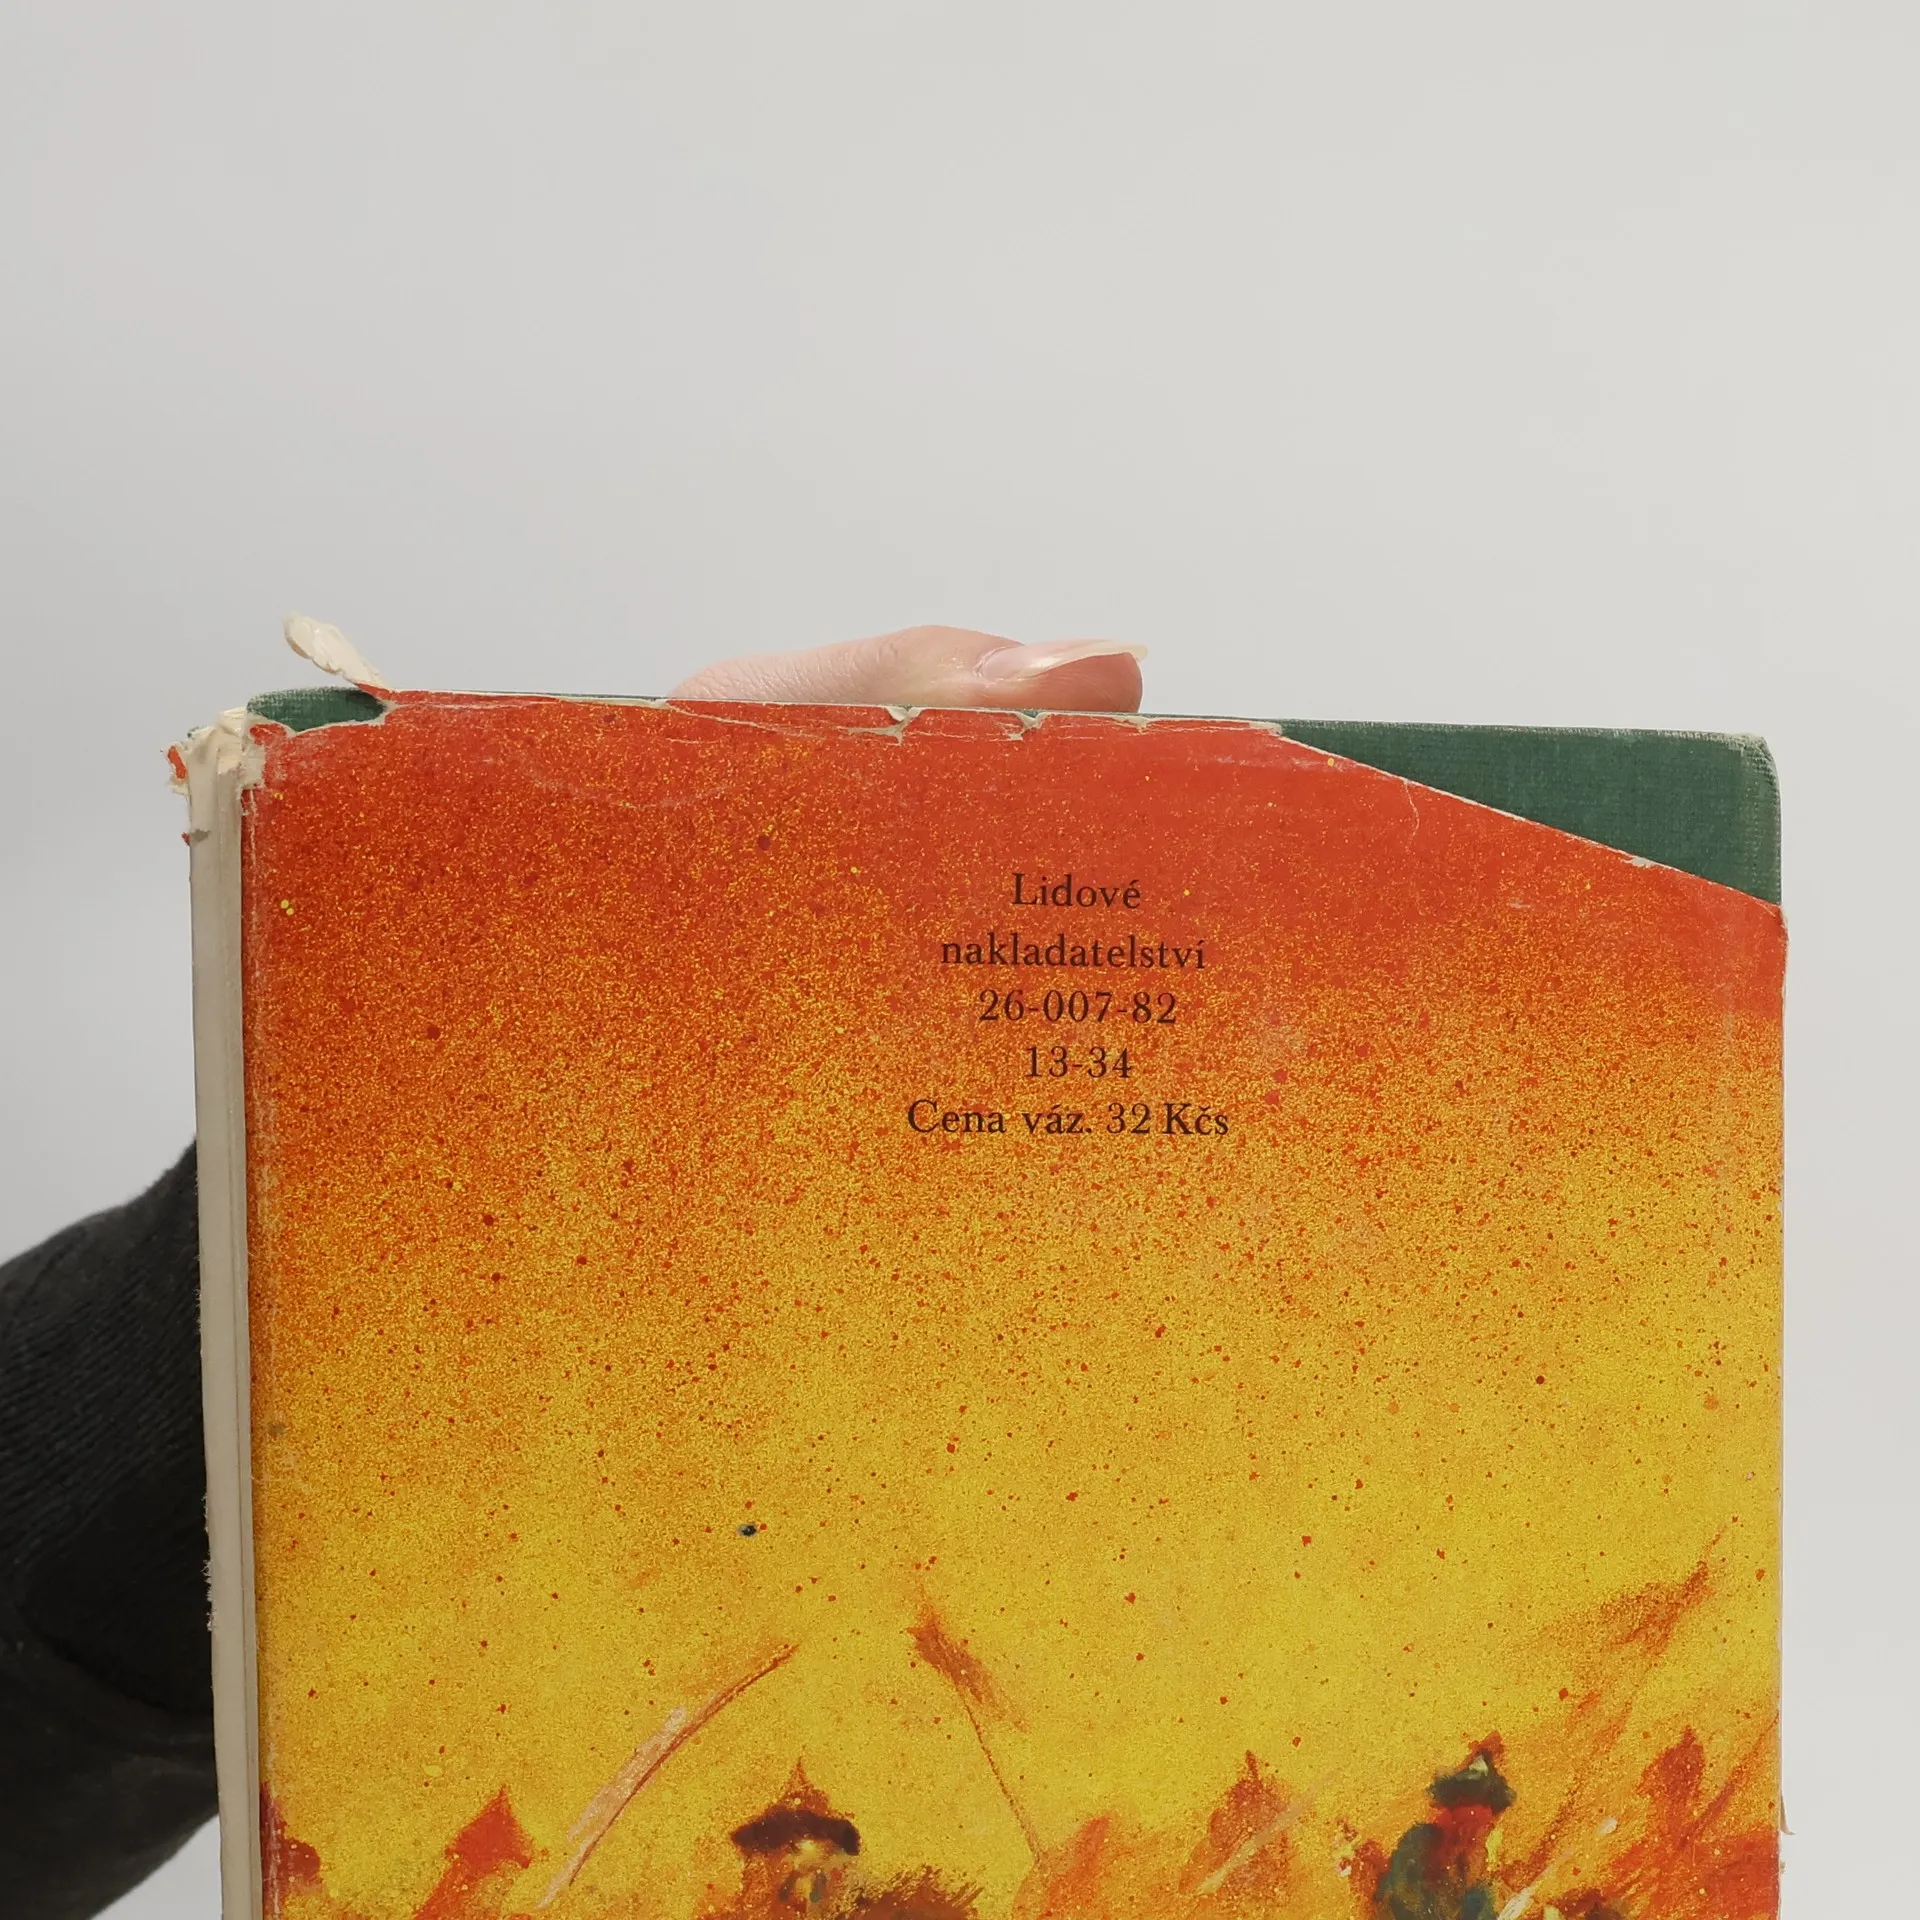 Lidové
nakladatelství
26-007-82
13-34
Cena váz. 32 Kčs